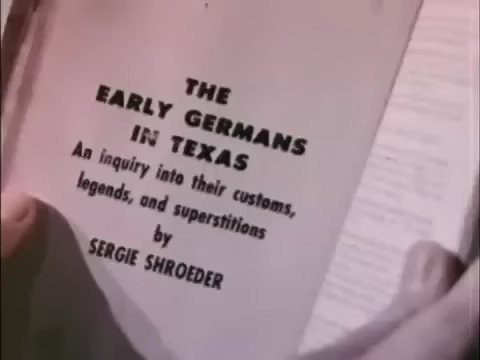 THE
EARLY GERMANS
IN TEXAS
An inquiry into their customs,
legends, and superstitions
by
SERGIE SHROEDER